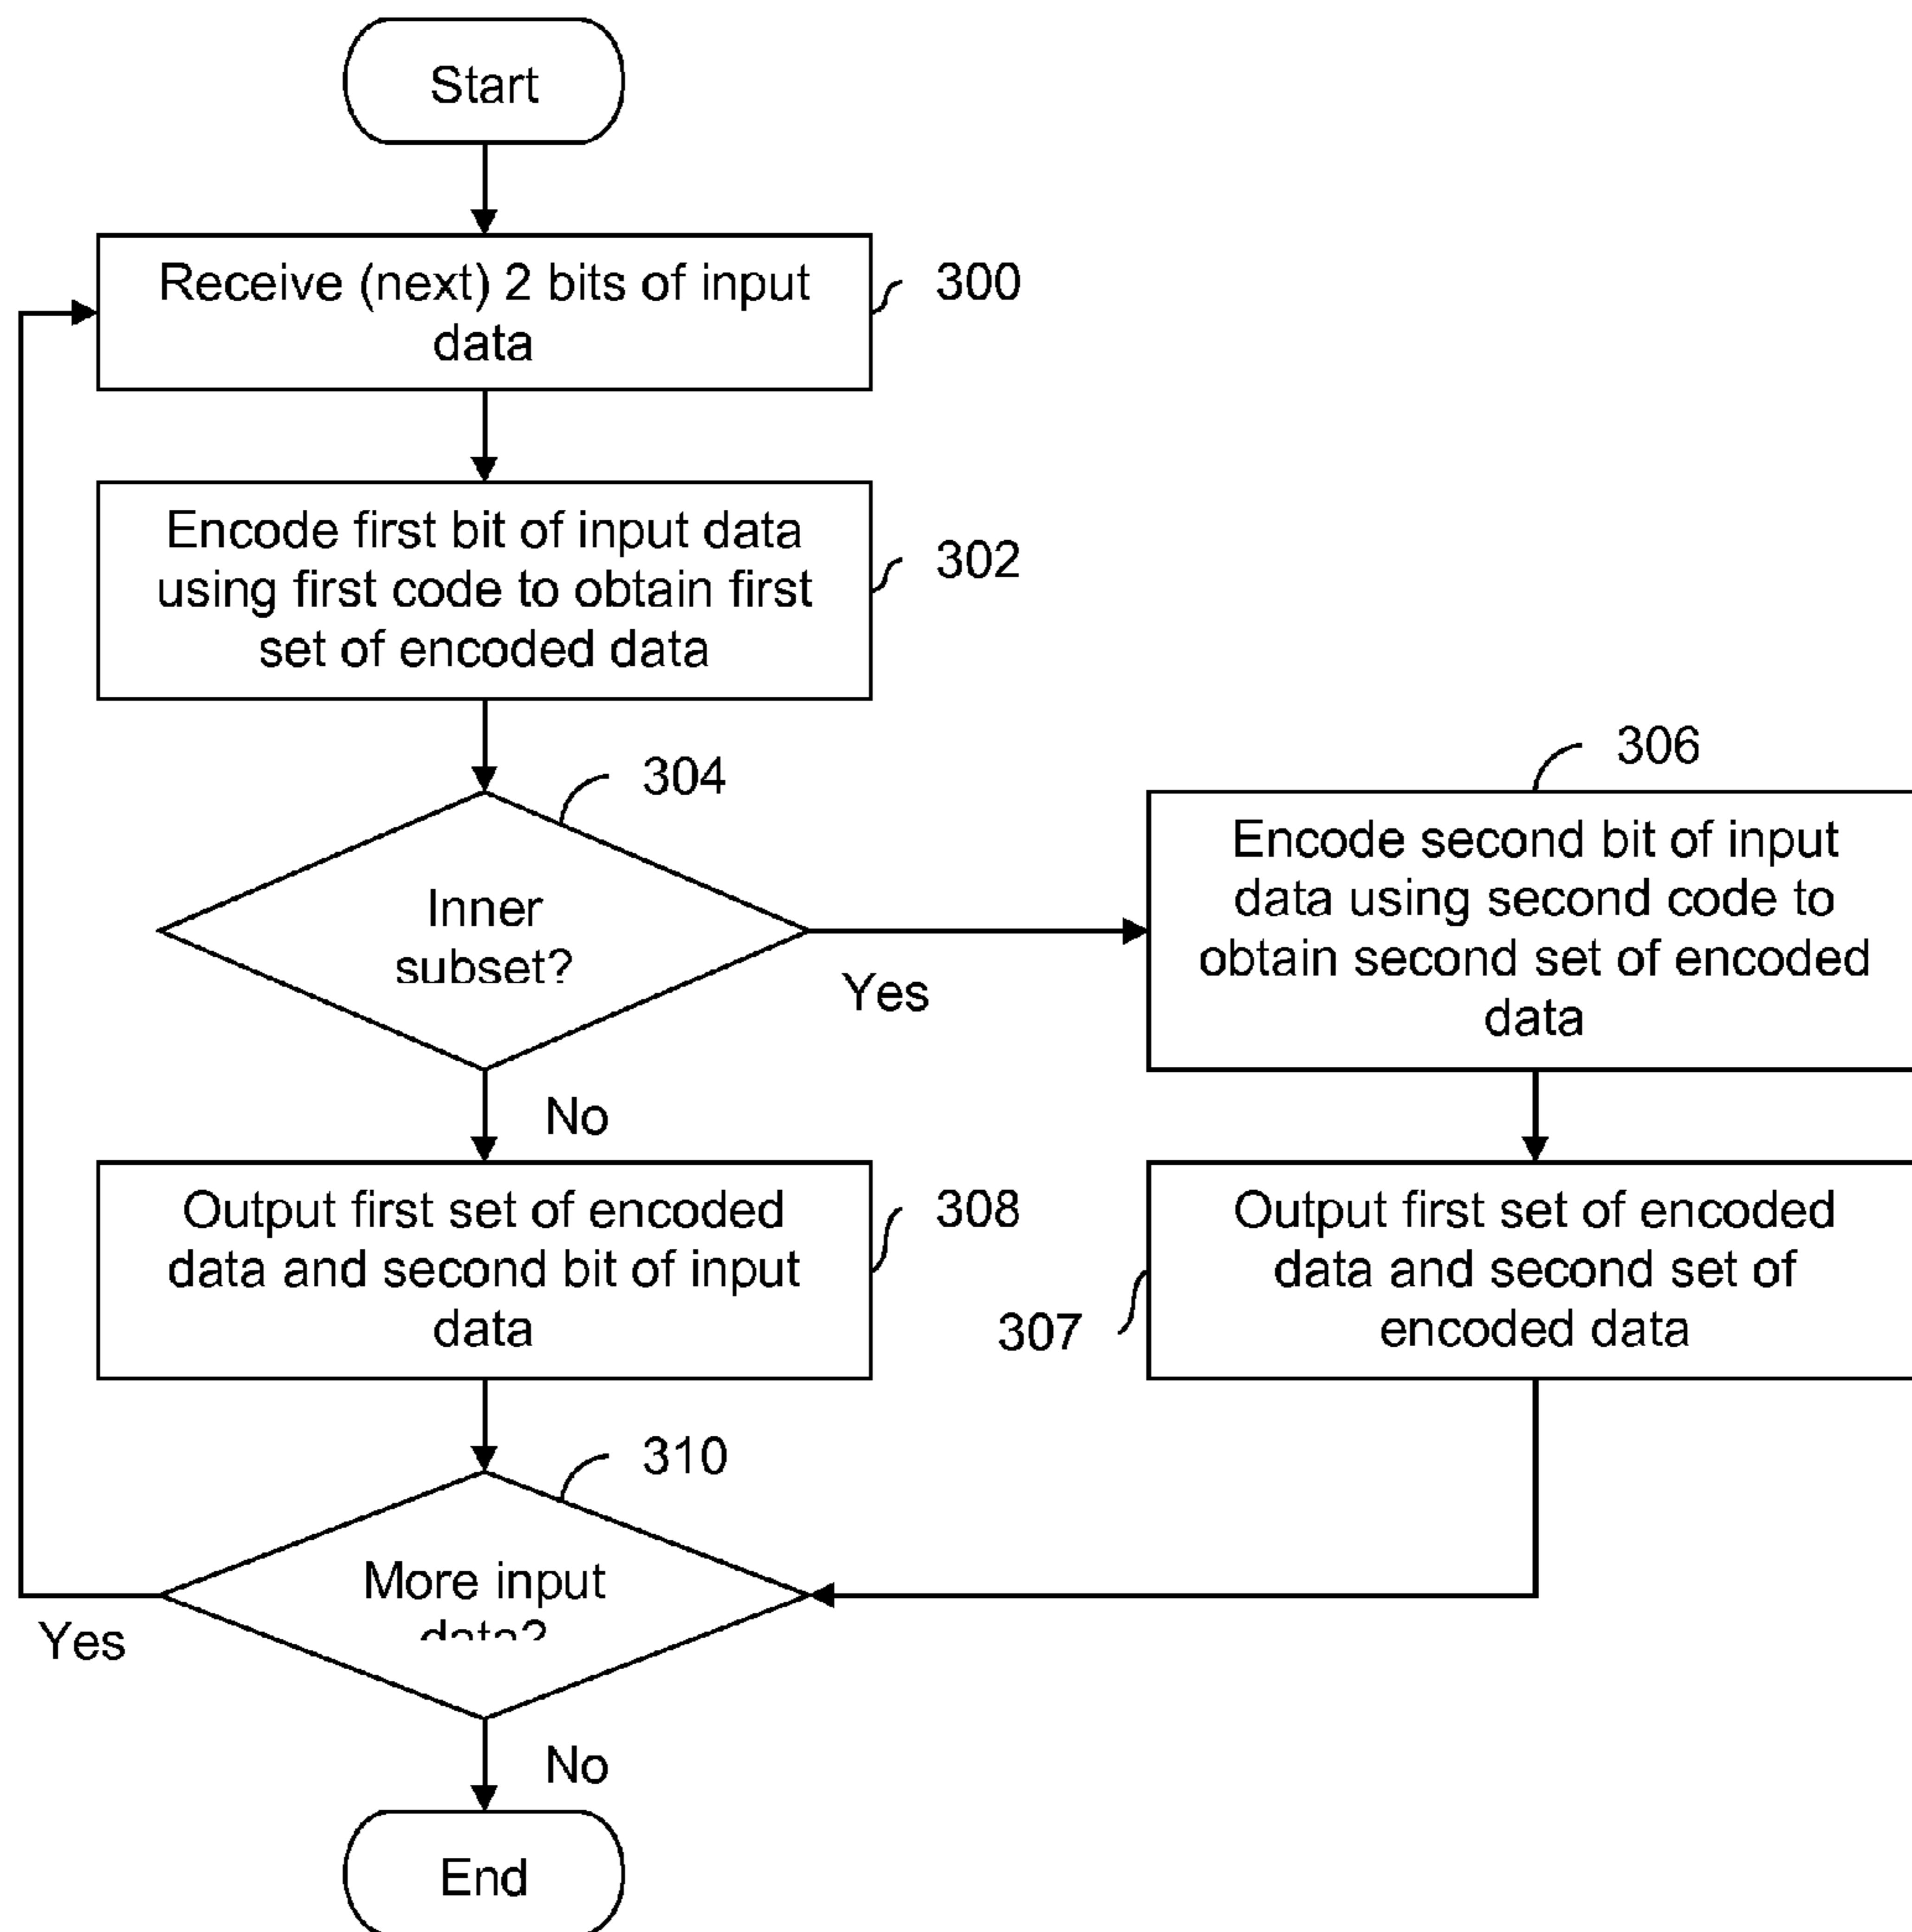 Start
Receive (next) 2 bits of input
data
300
Encode first bit of input data
using first code to obtain first
set of encoded data
302
304
Inner
subset?
Yes
No
306
Encode second bit of input
data using second code to
obtain second set of encoded
data
Output first set of encoded
data and second bit of input
data
308
Output first set of encoded
data and second set of
encoded data
307
310
More input
data?
Yes
No
End